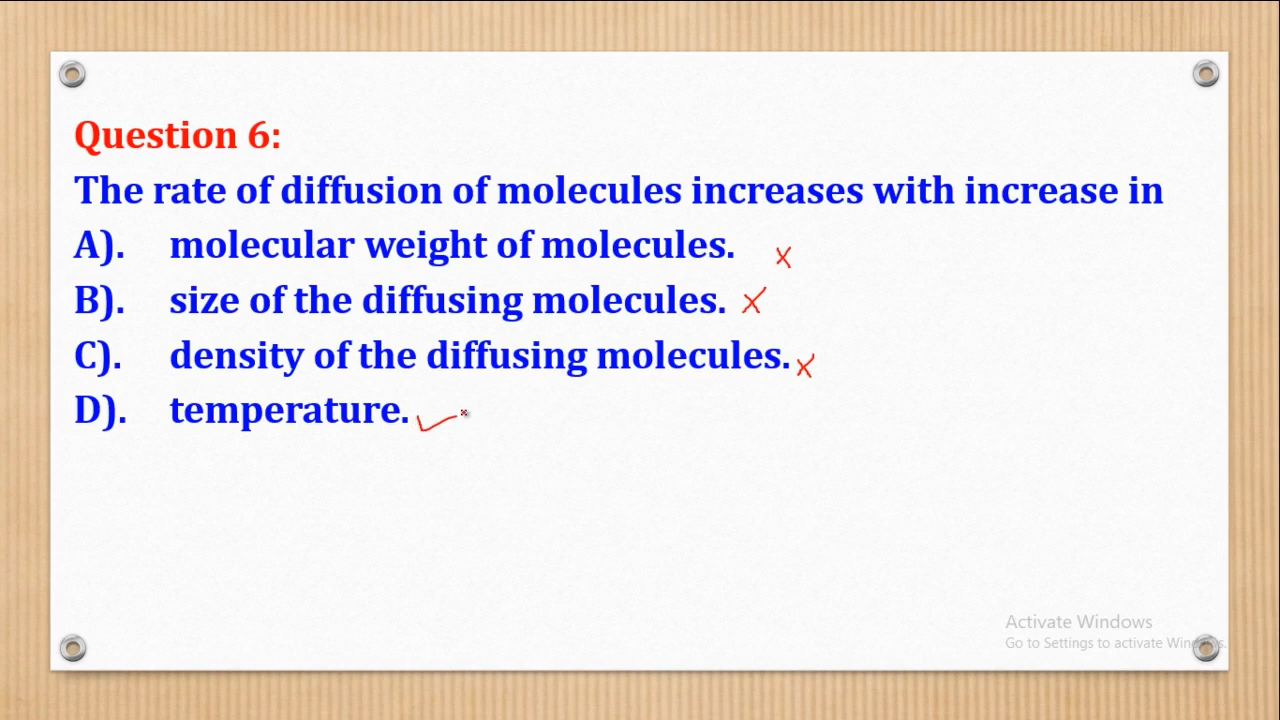 Question 6:
The rate of diffusion of molecules increases with increase in
A). molecular weight of molecules.
B). size of the diffusing molecules.
C). density of the diffusing molecules.
D). temperature.
Activate Windows
Go to Settings to activate Windows.